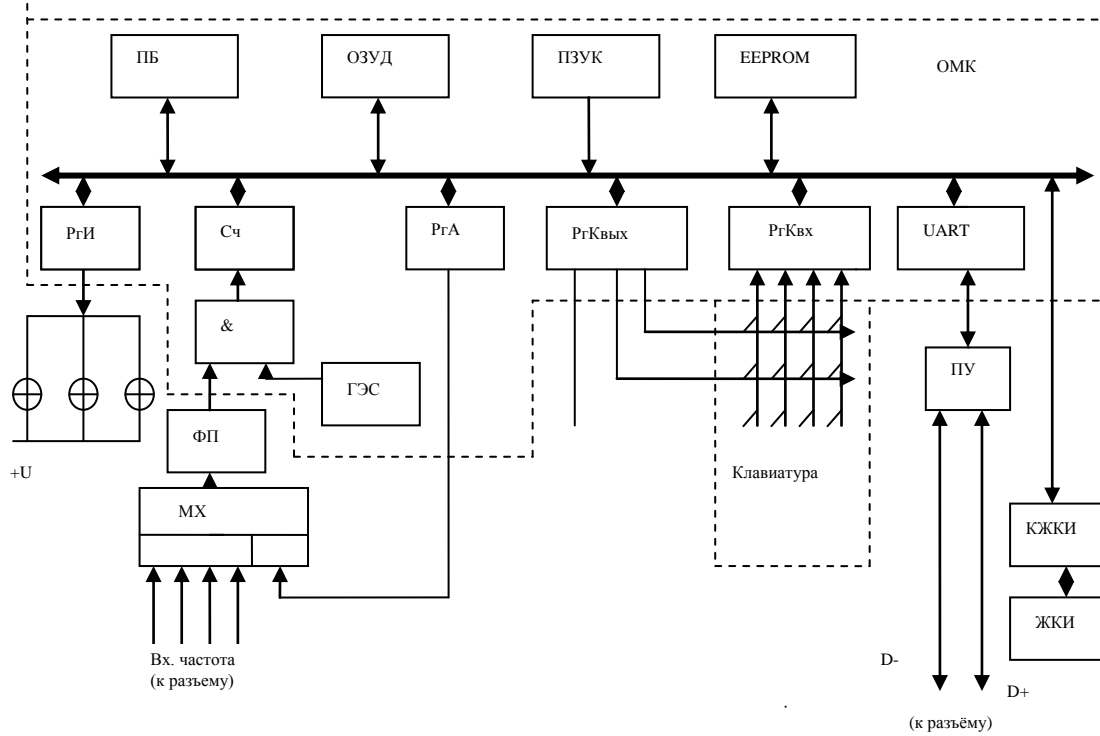 ПБ
ОЗУД
ПЗУК
EEPROM
ОМК
РгИ
Сч
РгА
РгКвых
РгКвх
UART
&
ГЭС
ПУ
ФП
+U
Клавиатура
МХ
КЖКИ
ЖКИ
Вх. частота
(к разъему)
D-
D+
.
(к разъёму)